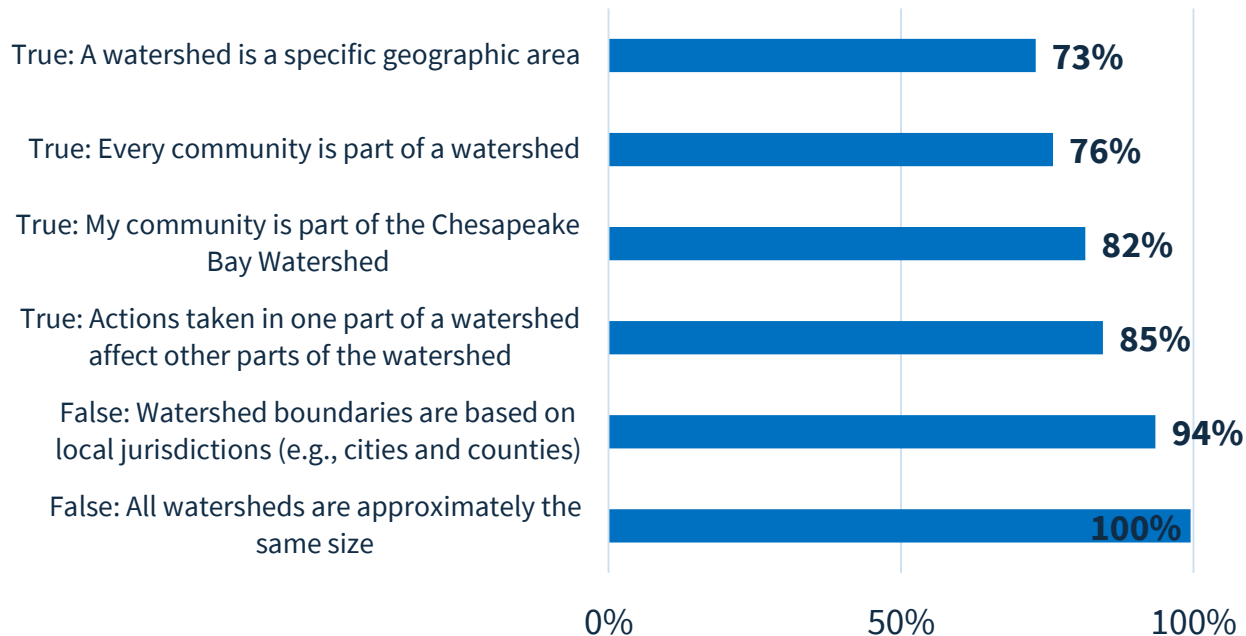 True: A watershed is a specific geographic area
73%
True: Every community is part of a watershed
76%
True: My community is part of the Chesapeake
Bay Watershed
82%
True: Actions taken in one part of a watershed
affect other parts of the watershed
85%
False: Watershed boundaries are based on
local jurisdictions (e.g., cities and counties)
94%
False: All watersheds are approximately the
same size
100%
0%
50%
100%